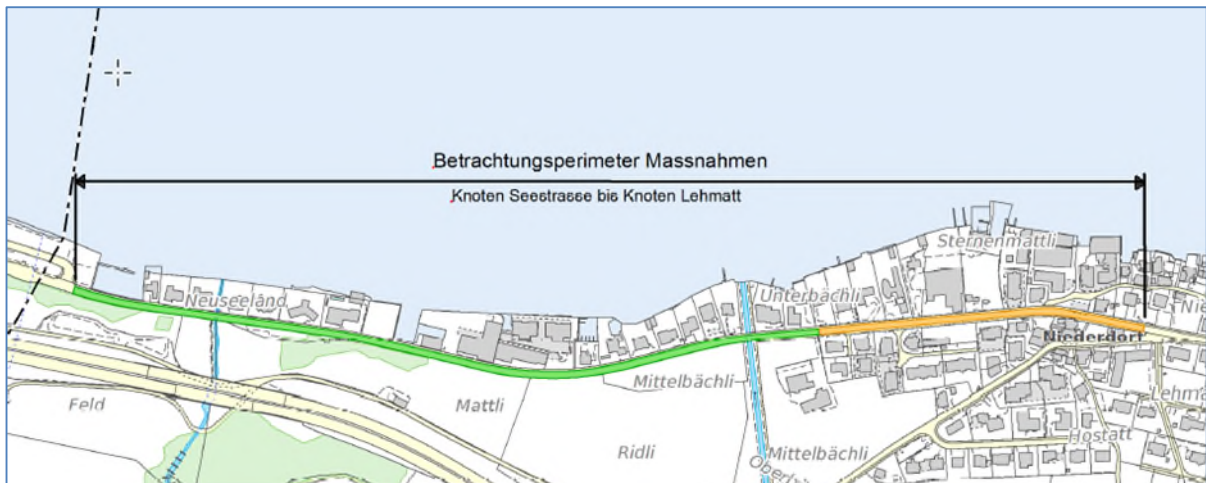 Betrachtungsperimeter Massnahmen
Knoten Seestrasse bis Knoten Lehmatt
Sternenmattli
Neuseeland
Unterbächli
Niederdorf
Mittelbächli
Feld
Mattli
Hostatt
Ridli
Mittelbächli